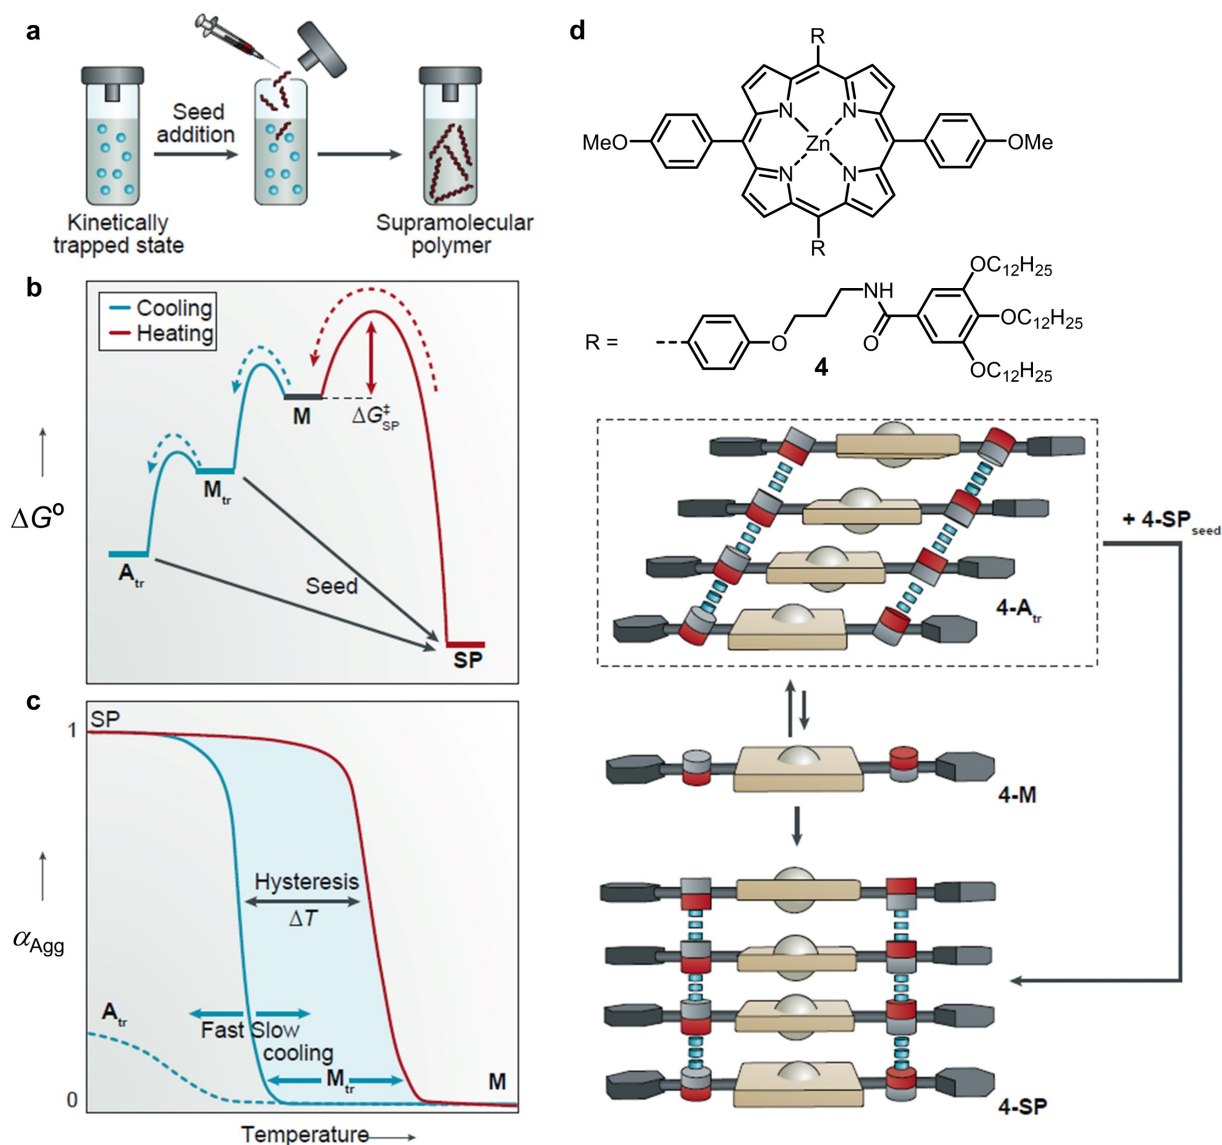 a
Seed
addition
Kinetically
trapped state
Supramolecular
polymer
b
Cooling
Heating
M
ΔG‡SP
Mtr
Atr
Seed
SP
ΔGo
c
SP
1
Hysteresis
ΔT
αAgg
Atr
Fast Slow
cooling
Mtr
M
0
Temperature
d
R
N
N
MeO
Zn
OMe
N
N
R
OC12H25
NH
R =
O
O
OC12H25
4
OC12H25
+ 4-SPseed
4-Atr
4-M
4-SP